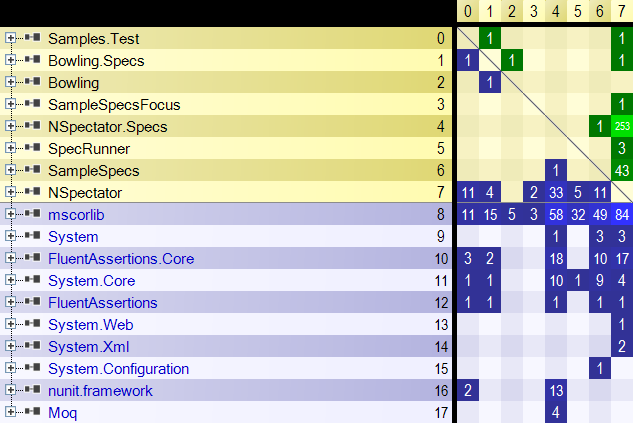 0 1 2 3 4 5 6 7
Samples.Test 0 1 1
Bowling.Specs 1 1 1 1
Bowling 2 1
SampleSpecsFocus 3 1
NSpectator.Specs 4 1 253
SpecRunner 5 3
SampleSpecs 6 1 43
NSpectator 7 11 4 2 33 5 11
mscorlib 8 11 15 5 3 58 32 49 84
System 9 1 3 3
FluentAssertions.Core 10 3 2 18 10 17
System.Core 11 1 1 10 1 9 4
FluentAssertions 12 1 1 1 1 1
System.Web 13 1
System.Xml 14 2
System.Configuration 15 1
nunit.framework 16 2 13
Moq 17 4